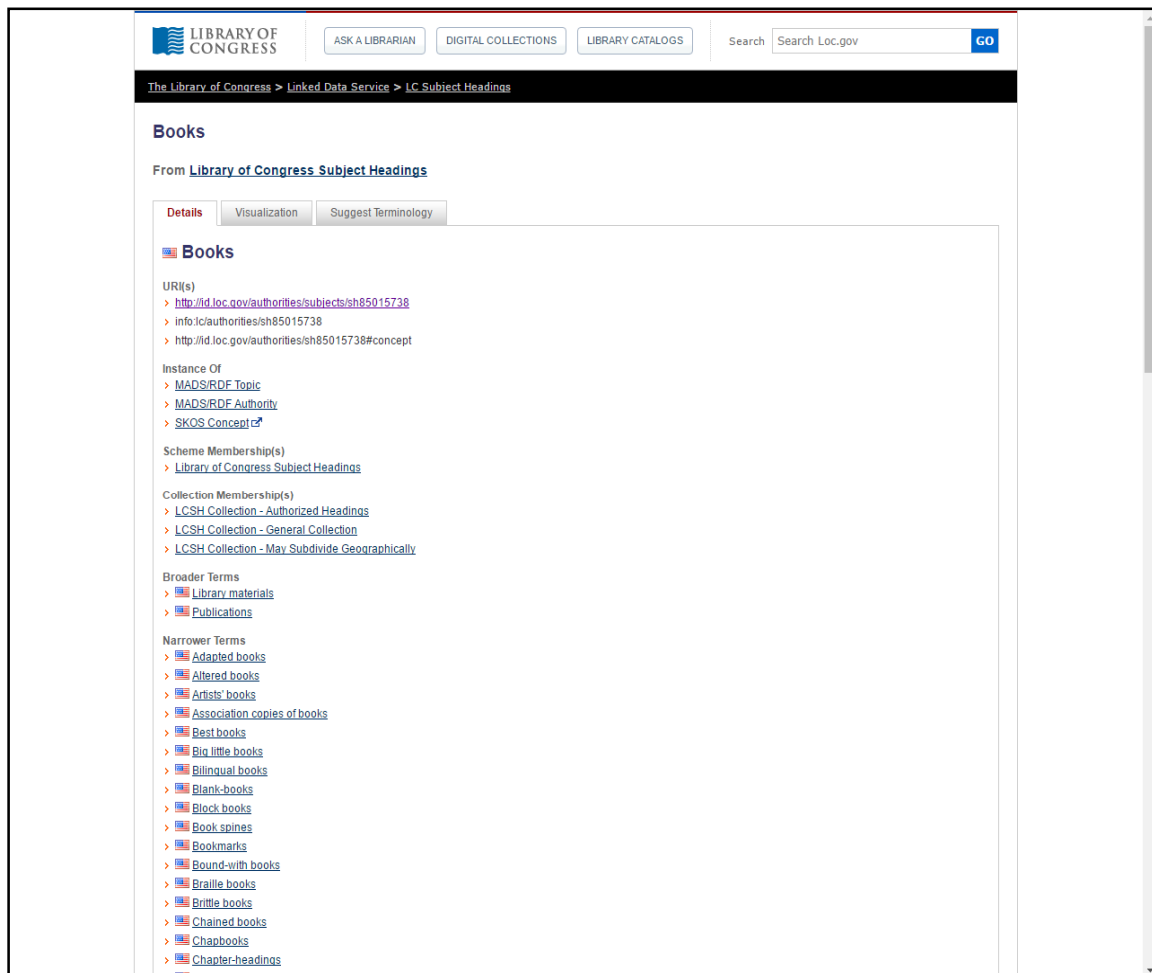 LIBRARY OF
CONGRESS
ASK A LIBRARIAN
DIGITAL COLLECTIONS
LIBRARY CATALOGS
Search
Search Loc.gov
GO
The Library of Congress > Linked Data Service > LC Subject Headings
Books
From Library of Congress Subject Headings
Details
Visualization
Suggest Terminology
Books
URI(s)
http://id.loc.gov/authorities/subjects/sh85015738
info:lc/authorities/sh85015738
http://id.loc.gov/authorities/sh85015738#concept
Instance Of
MADS/RDF Topic
MADS/RDF Authority
SKOS Concept
Scheme Membership(s)
Library of Congress Subject Headings
Collection Membership(s)
LCSH Collection - Authorized Headings
LCSH Collection - General Collection
LCSH Collection - May Subdivide Geographically
Broader Terms
Library materials
Publications
Narrower Terms
Adapted books
Altered books
Artists' books
Association copies of books
Best books
Big little books
Bilingual books
Blank-books
Block books
Book spines
Bookmarks
Bound-with books
Braille books
Brittle books
Chained books
Chapbooks
Chapter-headings